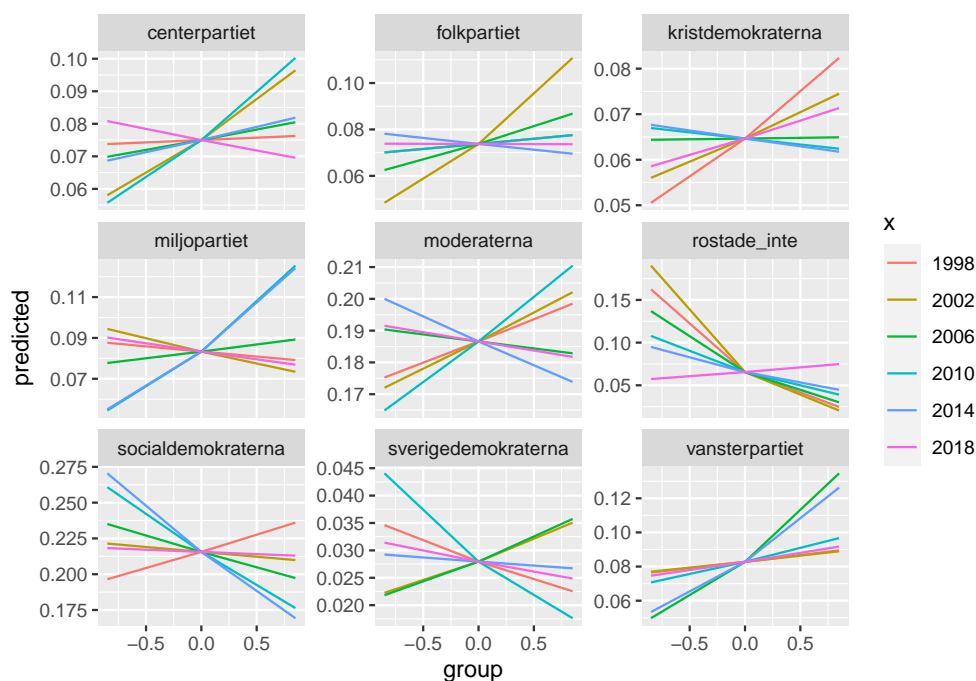 centerpartiet
folkpartiet
kristdemokraterna
0.10
0.09
0.08
0.07
0.06
0.10
0.08
0.06
0.08
0.07
0.06
0.05
miljopartiet
moderaterna
rostade_inte
0.11
0.09
0.07
0.21
0.20
0.19
0.18
0.17
0.15
0.10
0.05
socialdemokraterna
sverigedemokraterna
vansterpartiet
0.275
0.250
0.225
0.200
0.175
0.045
0.040
0.035
0.030
0.025
0.020
0.12
0.10
0.08
0.06
−0.5 0.0 0.5
−0.5 0.0 0.5
−0.5 0.0 0.5
group
predicted
x
1998
2002
2006
2010
2014
2018